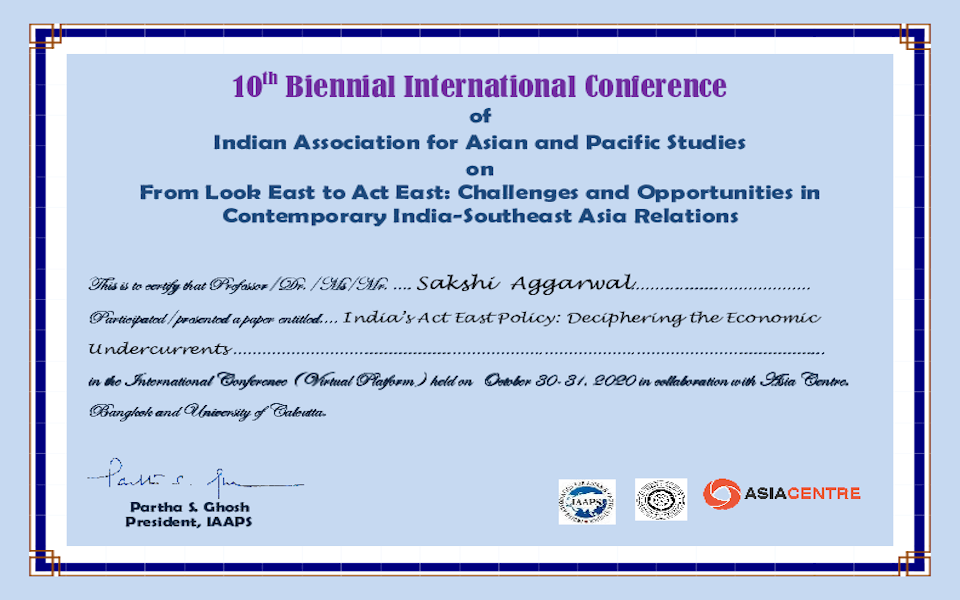 10th Biennial International Conference
of
Indian Association for Asian and Pacific Studies
on
From Look East to Act East: Challenges and Opportunities in
Contemporary India-Southeast Asia Relations
This is to certify that Professor/Dr./Ms/Mr. .... Sakshi Aggarwal....................................
Participated/presented a paper entitled.... India's Act East Policy: Deciphering the Economic
Undercurrents....................................................................................................
in the International Conference (Virtual Platform) held on October 30-31, 2020 in collaboration with Asia Centre,
Bangkok and University of Calcutta.
Partha S. Ghosh
Partha S. Ghosh
President, IAAPS
IAAPS
ASIACENTRE